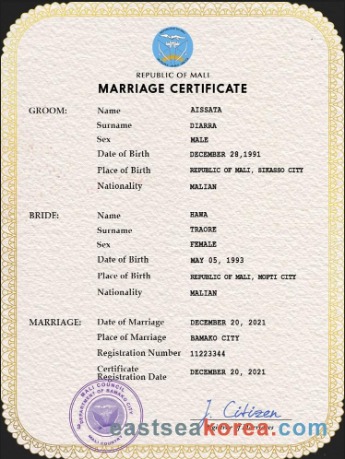 REPUBLIC OF MALI
MARRIAGE CERTIFICATE
GROOM: Name AISSATA
Surname DIARRA
Sex MALE
Date of Birth DECEMBER 28,1991
Place of Birth REPUBLIC OF MALI, SIKASSO CITY
Nationality MALIAN
BRIDE: Name HAWA
Surname TRAORE
Sex FEMALE
Date of Birth MAY 05, 1993
Place of Birth REPUBLIC OF MALI, MOPTI CITY
Nationality MALIAN
MARRIAGE: Date of Marriage DECEMBER 20, 2021
Place of Marriage BAMAKO CITY
Registration Number 11223344
Certificate
Registration Date DECEMBER 20, 2021
MALI COUNCIL
DEPARTMENT OF BAMAKO CITY
J. Citizen
eastseakorea.com